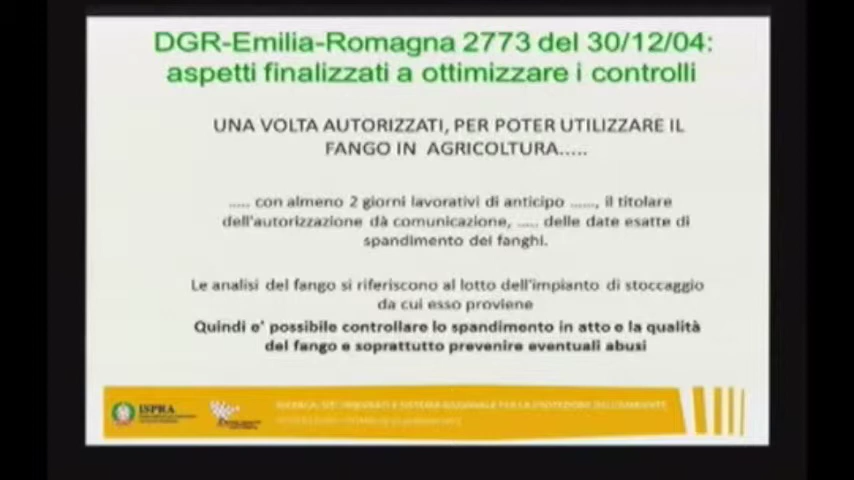 DGR-Emilia-Romagna 2773 del 30/12/04:
aspetti finalizzati a ottimizzare i controlli
UNA VOLTA AUTORIZZATI, PER POTER UTILIZZARE IL
FANGO IN AGRICOLTURA.....
..... con almeno 2 giorni lavorativi di anticipo ......, il titolare
dell'autorizzazione dà comunicazione, ..... delle date esatte di
spandimento dei fanghi.
Le analisi del fango si riferiscono al lotto dell'impianto di stoccaggio
da cui esso proviene
Quindi e' possibile controllare lo spandimento in atto e la qualità
del fango e soprattutto prevenire eventuali abusi
ISPRA